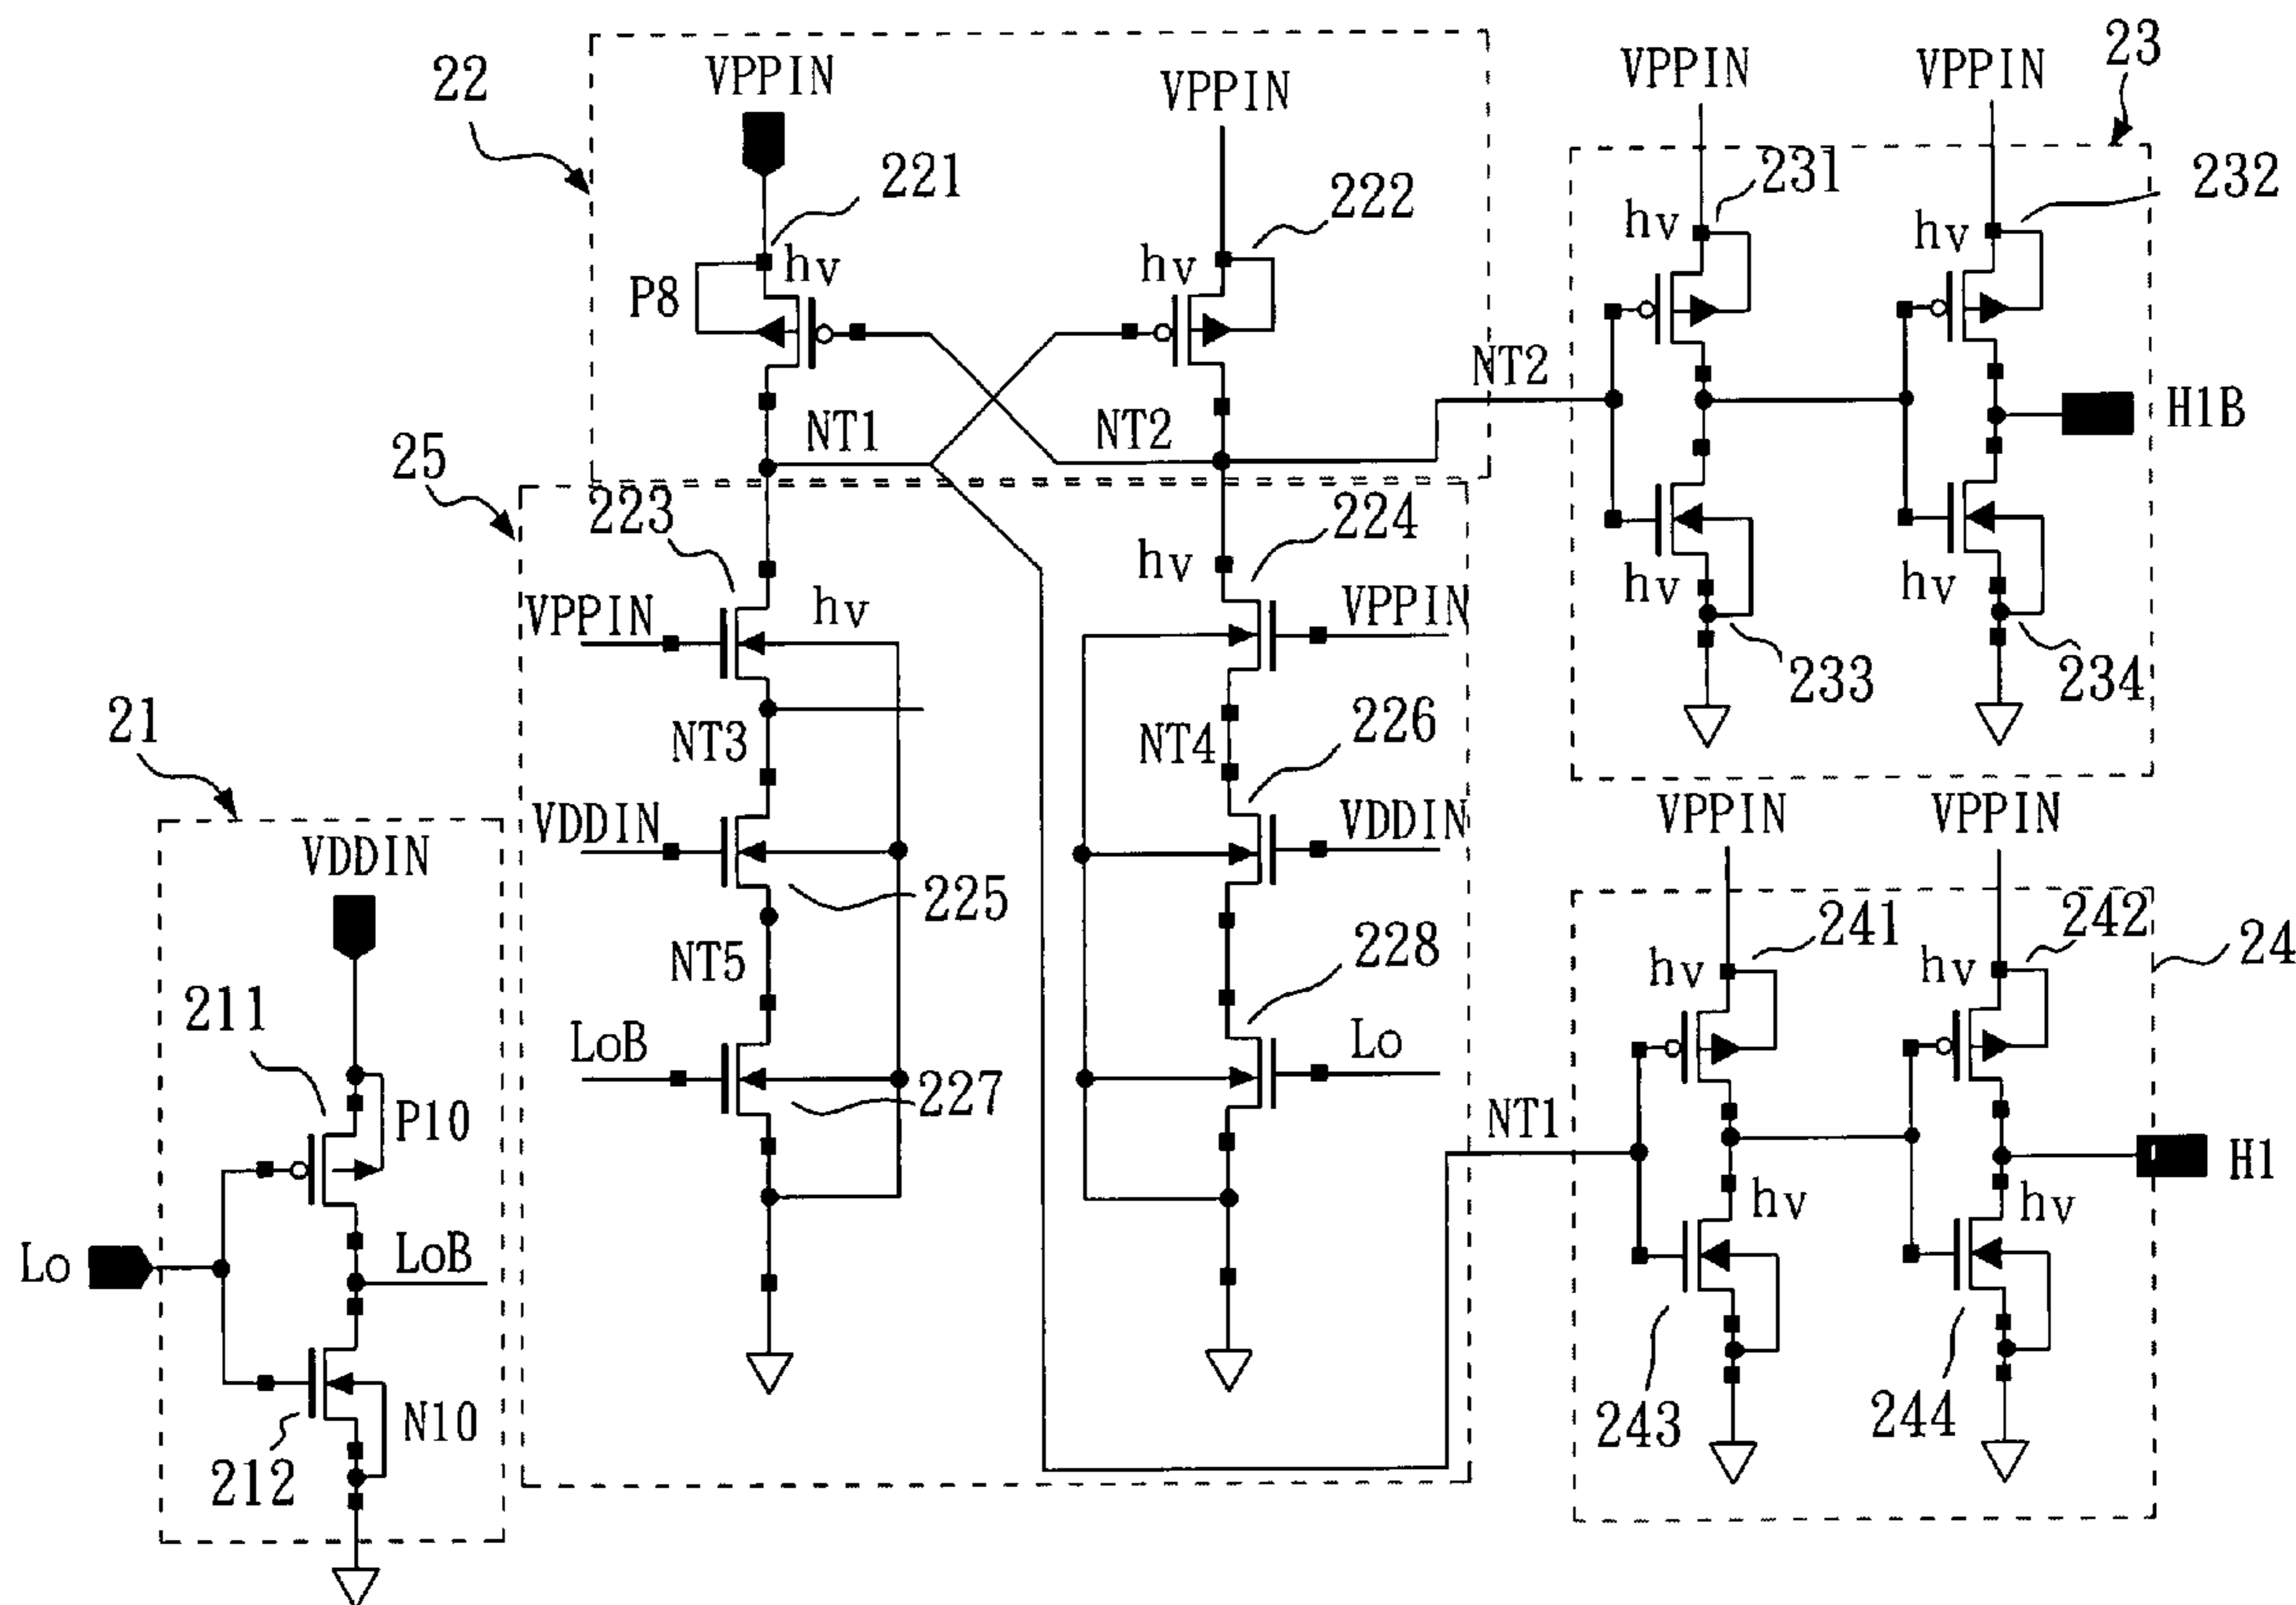 22
VPPIN
VPPIN
221
222
hv
hv
P8
NT1
NT2
NT2
VPPIN
VPPIN
23
231
232
hv
hv
H1B
hv
hv
233
234
25
223
224
hv
VPPIN
hv
VPPIN
NT3
NT4
226
VDDIN
VDDIN
225
NT5
228
LoB
Lo
227
21
VDDIN
211
P10
Lo
LoB
N10
212
VPPIN
VPPIN
241
242
24
hv
hv
NT1
H1
hv
hv
243
244